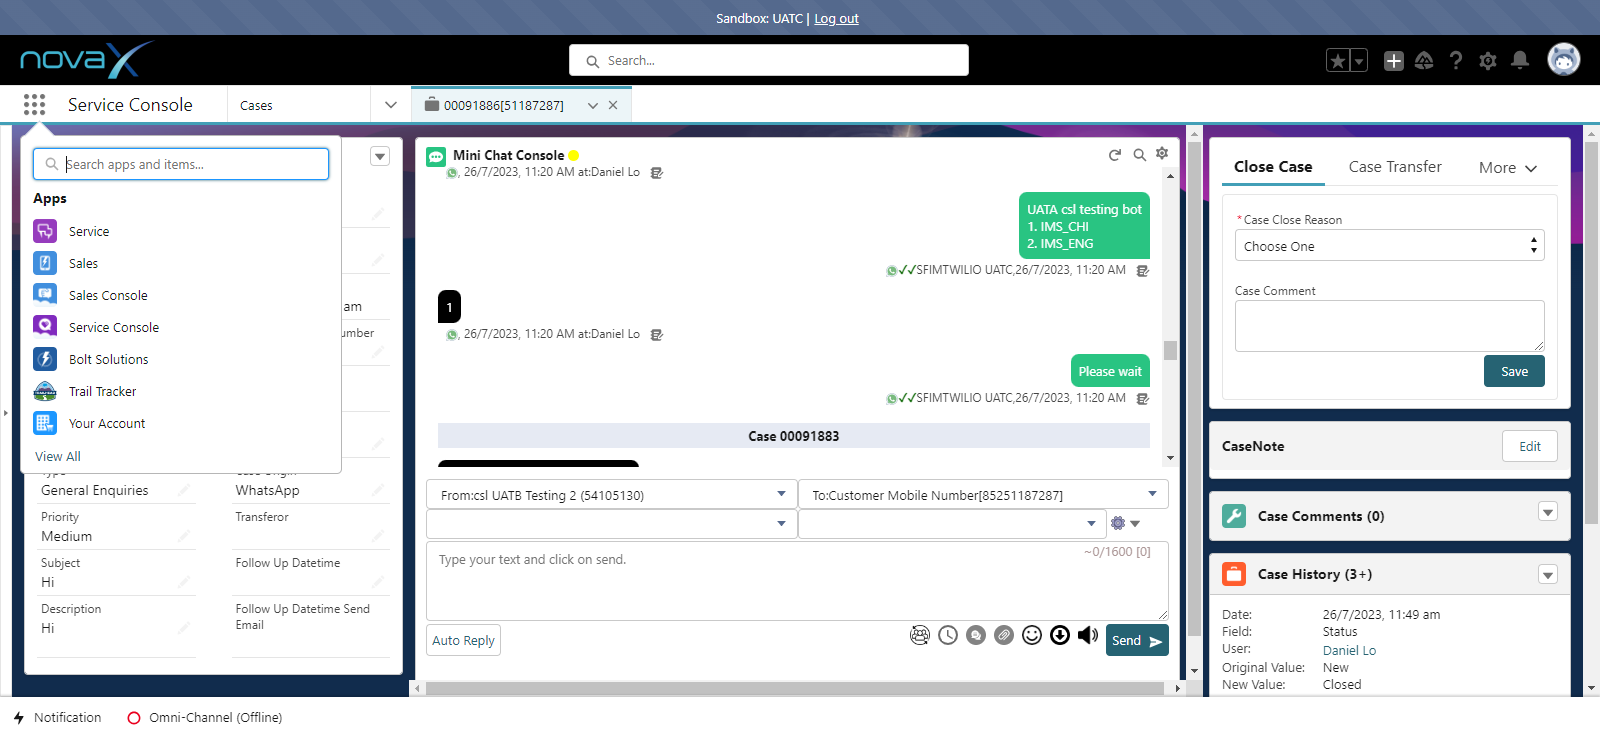 Sandbox: UATC | Log out
novaX
Search...
Service Console
Cases
00091886[51187287]
Search apps and items...
Apps
Service
Sales
Sales Console
Service Console
Bolt Solutions
Trail Tracker
Your Account
View All
am
General Enquiries
WhatsApp
Priority
Transferor
Medium
Subject
Follow Up Datetime
Hi
Description
Follow Up Datetime Send
Email
Hi
Mini Chat Console
, 26/7/2023, 11:20 AM at:Daniel Lo
UATA csl testing bot
1. IMS_CHI
2. IMS_ENG
SFIMTWILIO UATC,26/7/2023, 11:20 AM
1
, 26/7/2023, 11:20 AM at:Daniel Lo
Please wait
SFIMTWILIO UATC,26/7/2023, 11:20 AM
Case 00091883
From:csl UATB Testing 2 (54105130)
To:Customer Mobile Number[85251187287]
Type your text and click on send.
~0/1600 [0]
Auto Reply
Send
Close Case
Case Transfer
More
*Case Close Reason
Choose One
Case Comment
Save
CaseNote
Edit
Case Comments (0)
Case History (3+)
Date:
26/7/2023, 11:49 am
Field:
Status
User:
Daniel Lo
Original Value:
New
New Value:
Closed
Notification
Omni-Channel (Offline)